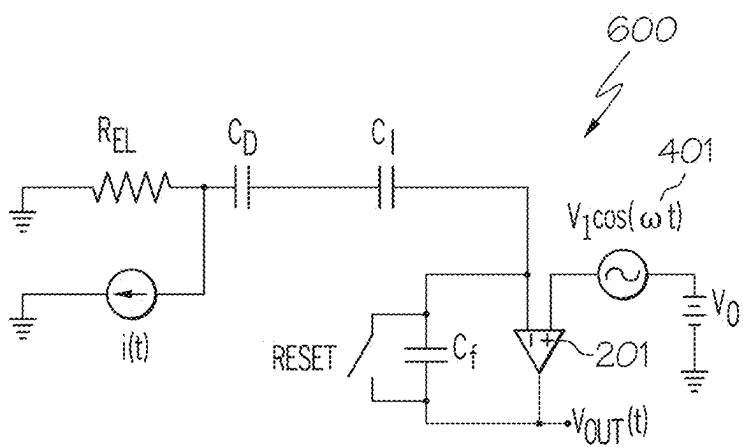 600
R_EL
C_D
C_1
401
V_1cos(ωt)
V_0
i(t)
RESET
C_f
- +
201
V_OUT(t)